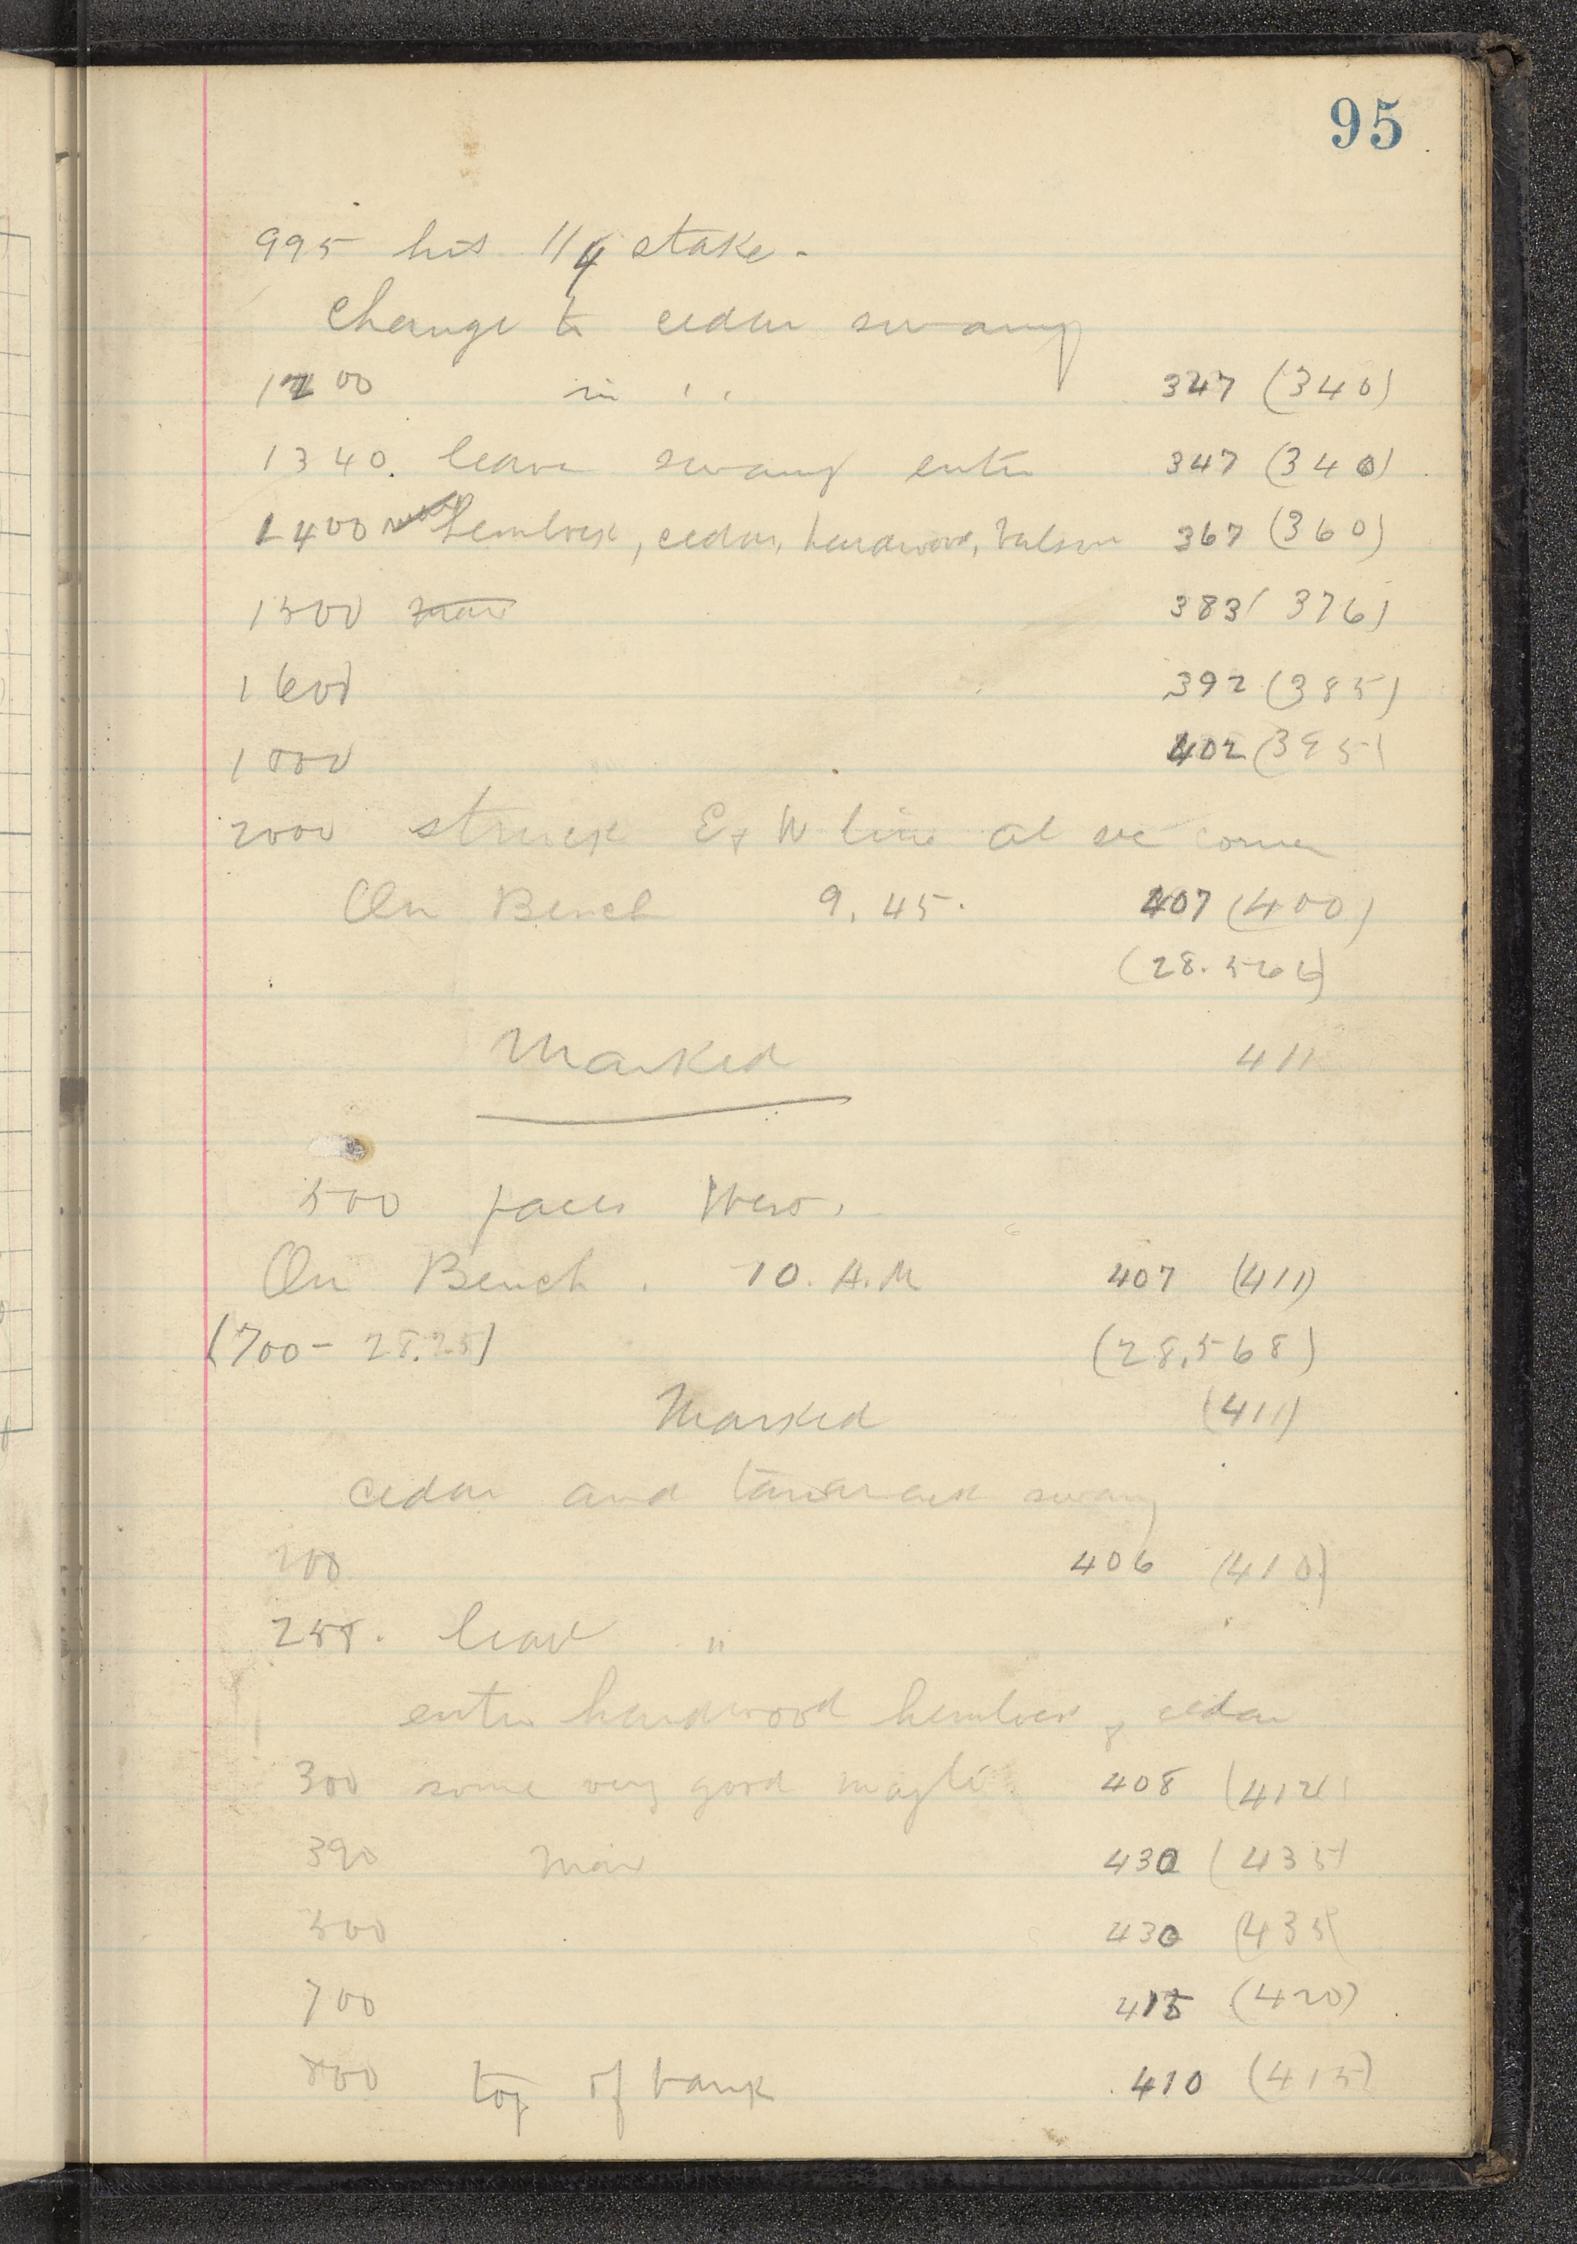 95
995 hits 1/4 stake.
Change to cedar swamp
1200 in " 347 (340)
1340. leave swamp enter 347 (340)
1400 hemlock, cedar, hardwood, balsam 367 (360)
1500 383 (376)
1600 392 (385)
402 (395)
2000 struck E & W line at se corner
On Bench 9.45. 407 (400)
(28.566)
Marked 411
500 paces West.
On Bench. 10. A.M 407 (411)
(700 - 28.25) (28,568)
Marked (411)
cedar and tamarack swamp
200 406 (410)
leave "
enter hardwood hemlock & cedar
300 some very good maple. 408 (412)
390 430 (435)
500 430 (435)
700 415 (420)
800 top of bank 410 (415)